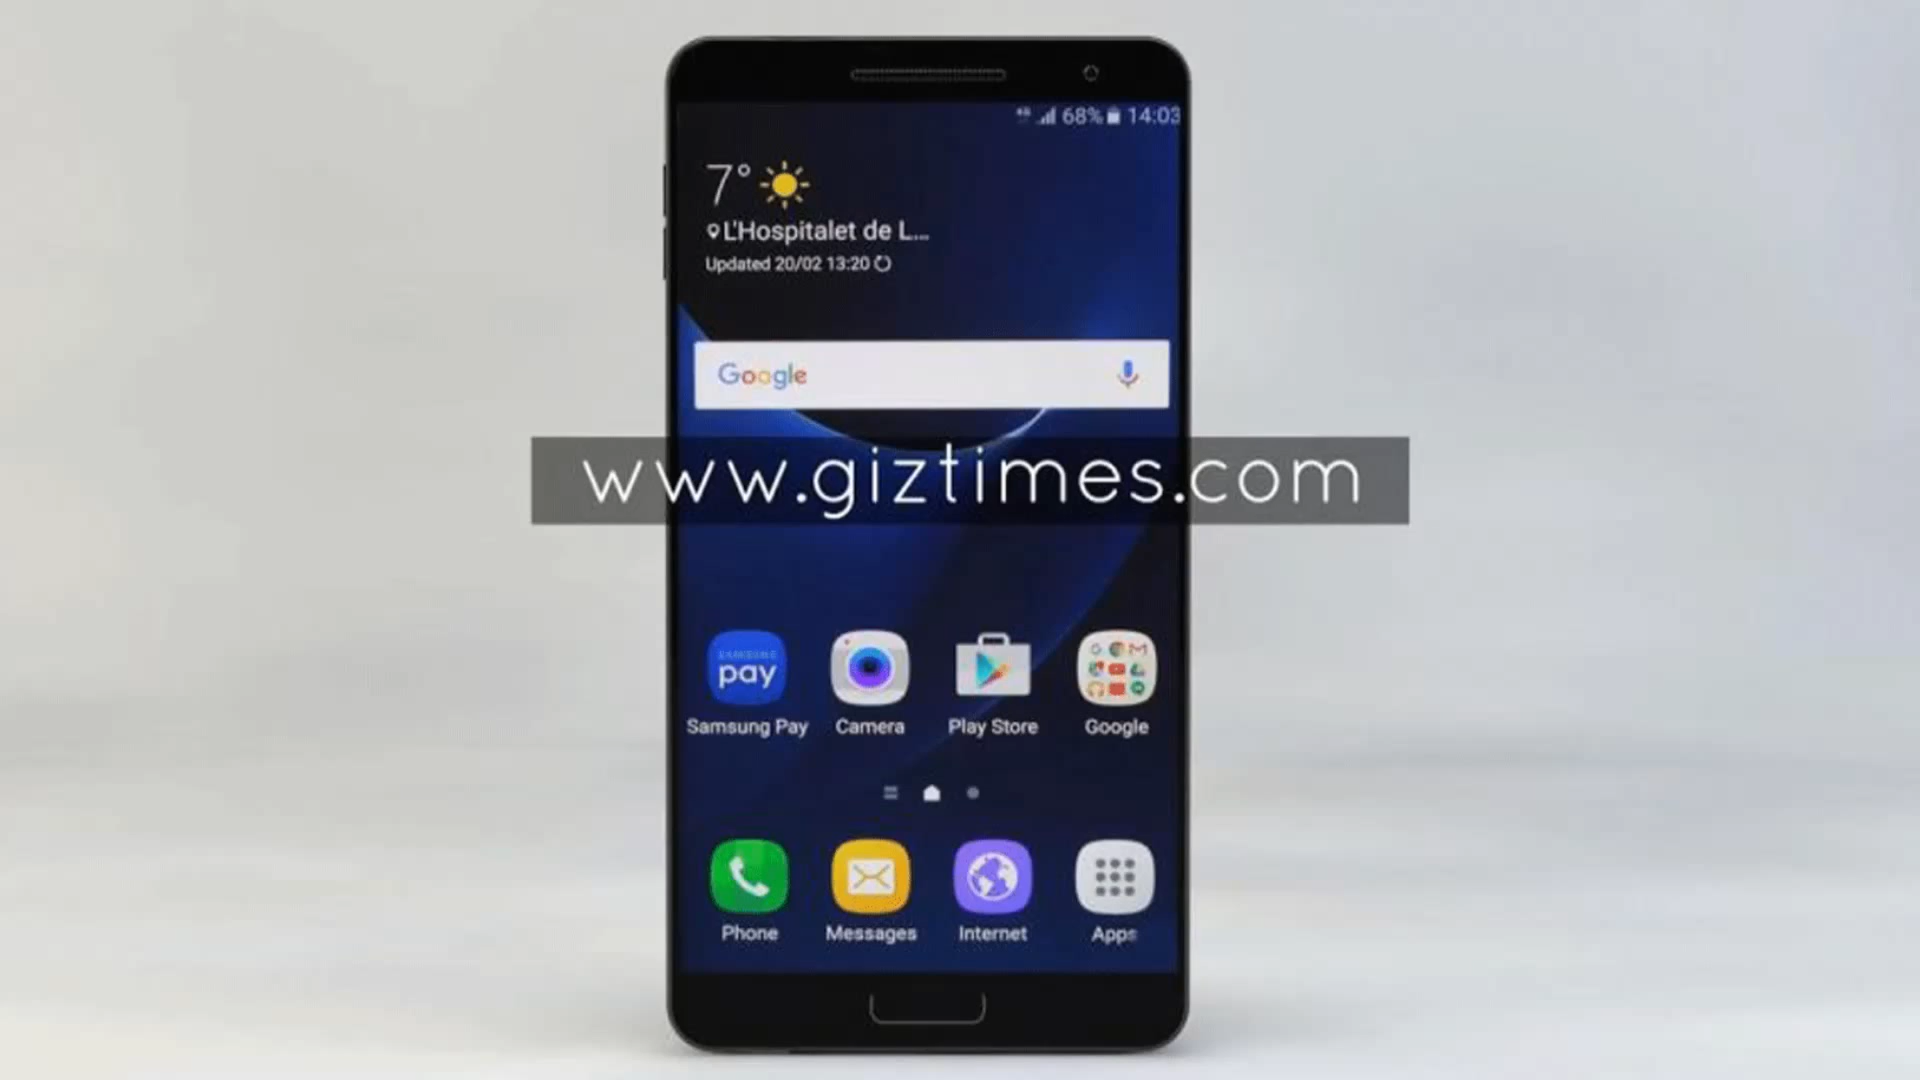 68% 14:03
7°
L'Hospitalet de L...
Updated 20/02 13:20
Google
www.giztimes.com
SAMSUNG
pay
Samsung Pay Camera Play Store Google
Phone Messages Internet Apps